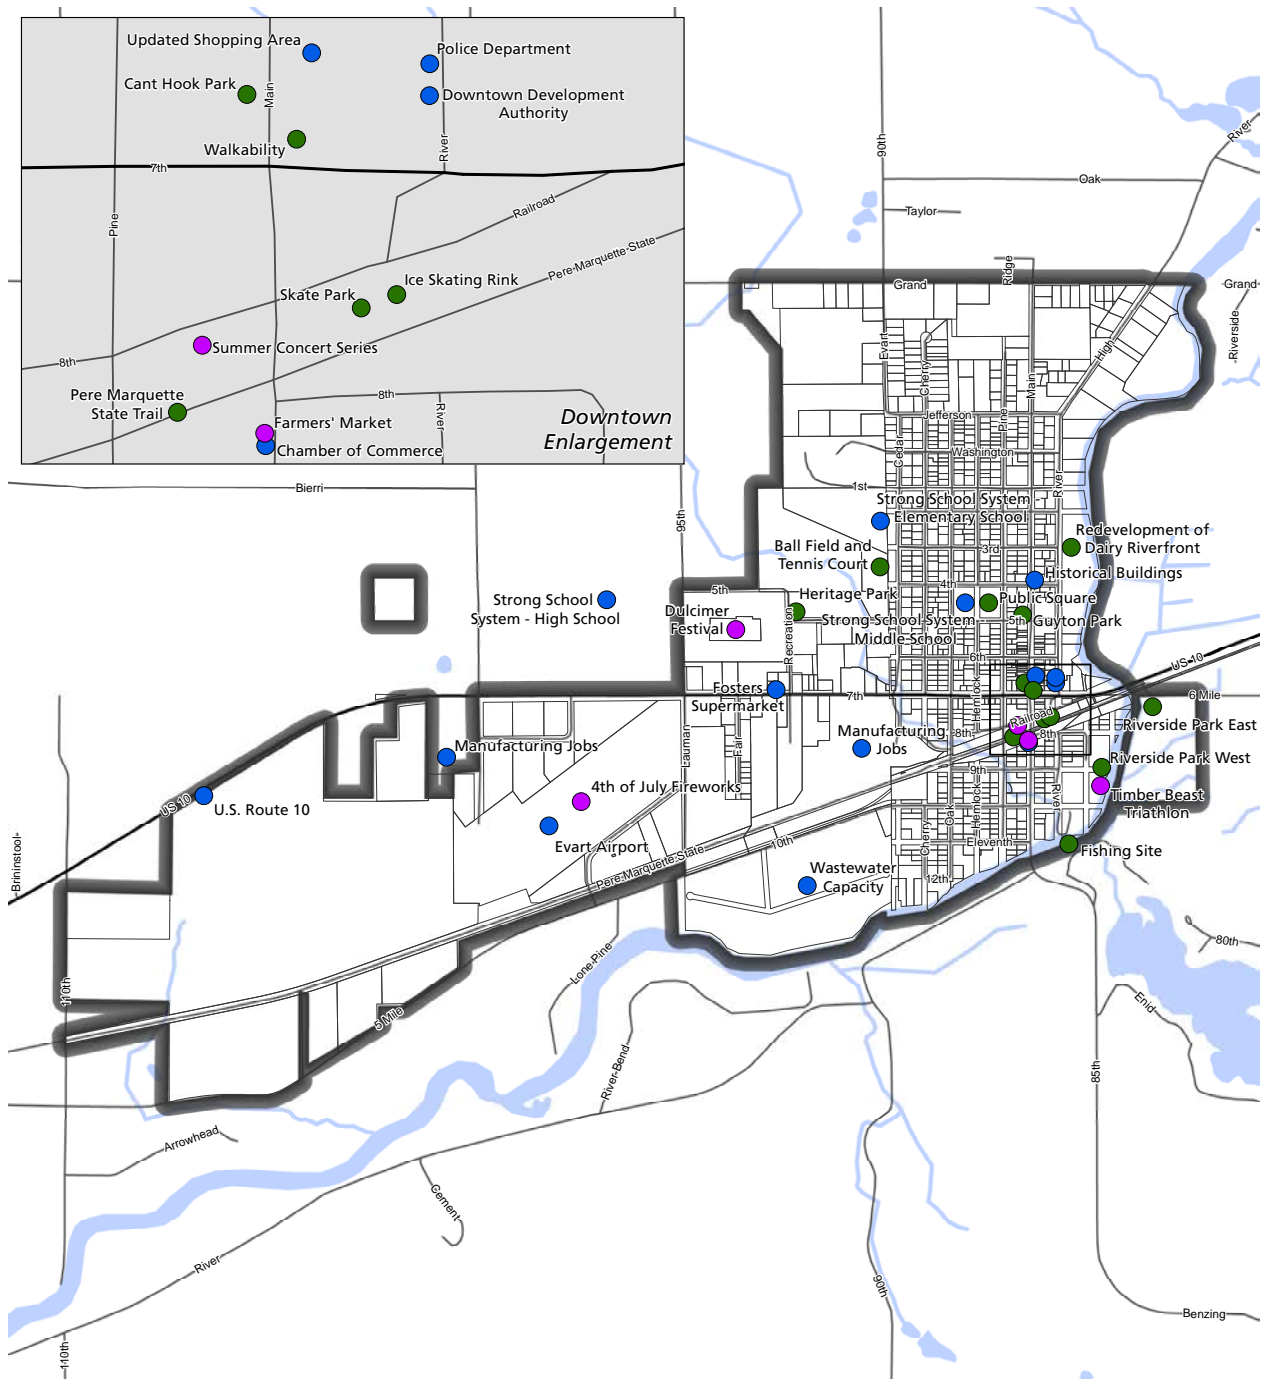 Updated Shopping Area
Police Department
Cant Hook Park
Main
Downtown Development
Authority
Walkability
River
7th
Pine
Railroad
Pere-Marquette-State
Ice Skating Rink
Skate Park
Summer Concert Series
8th
Pere Marquette
State Trail
8th
River
Farmers' Market
Chamber of Commerce
Downtown
Enlargement
90th
River
Oak
Taylor
Ridge
Grand
Grand
Riverside
Evart
Cherry
Main
High
Jefferson
Pine
Cedar
Washington
Bierri
1st
River
95th
Strong School System -
Elementary School
Redevelopment of
Dairy Riverfront
Ball Field and
Tennis Court
3rd
Historical Buildings
4th
5th
Heritage Park
Public Square
Strong School
System - High School
Dulcimer
Festival
Recreation
Strong School System
Middle School
5th
Guyton Park
6th
US 10
Fosters
Supermarket
7th
Hemlock
6 Mile
Railroad
Riverside Park East
Manufacturing
Jobs
8th
8th
Manufacturing Jobs
Lauman
Fair
Riverside Park West
9th
4th of July Fireworks
US 10
U.S. Route 10
Oak
Hemlock
River
Timber Beast
Triathlon
Evart Airport
Brininstool
10th
Cherry
Eleventh
Fishing Site
Pere-Marquette-State
Wastewater
Capacity
12th
80th
Lone-Pine
110th
5 Mile
Enid
River-Bend
85th
Arrowhead
Cement
River
90th
Benzing
110th